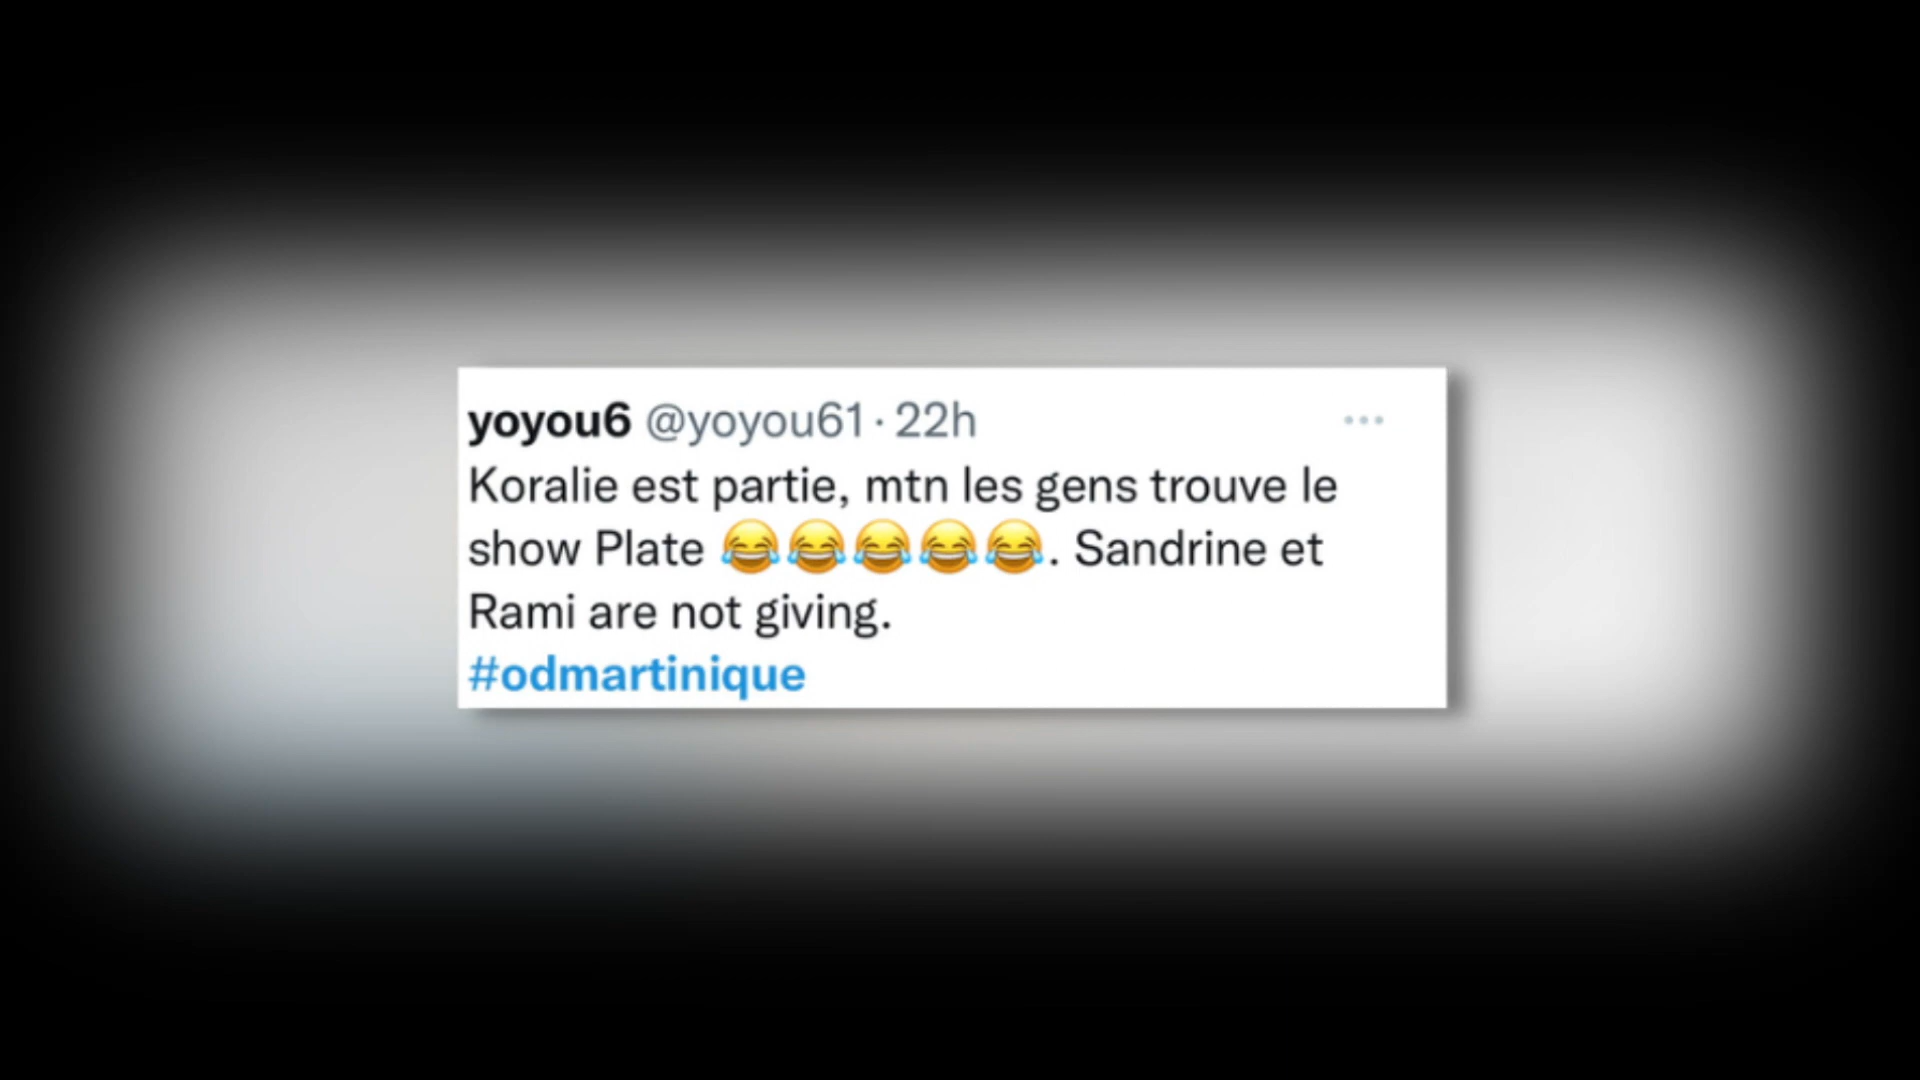 yoyou6 @yoyou61 · 22h
Koralie est partie, mtn les gens trouve le
show Plate 😂😂😂😂😂. Sandrine et
Rami are not giving.
#odmartinique